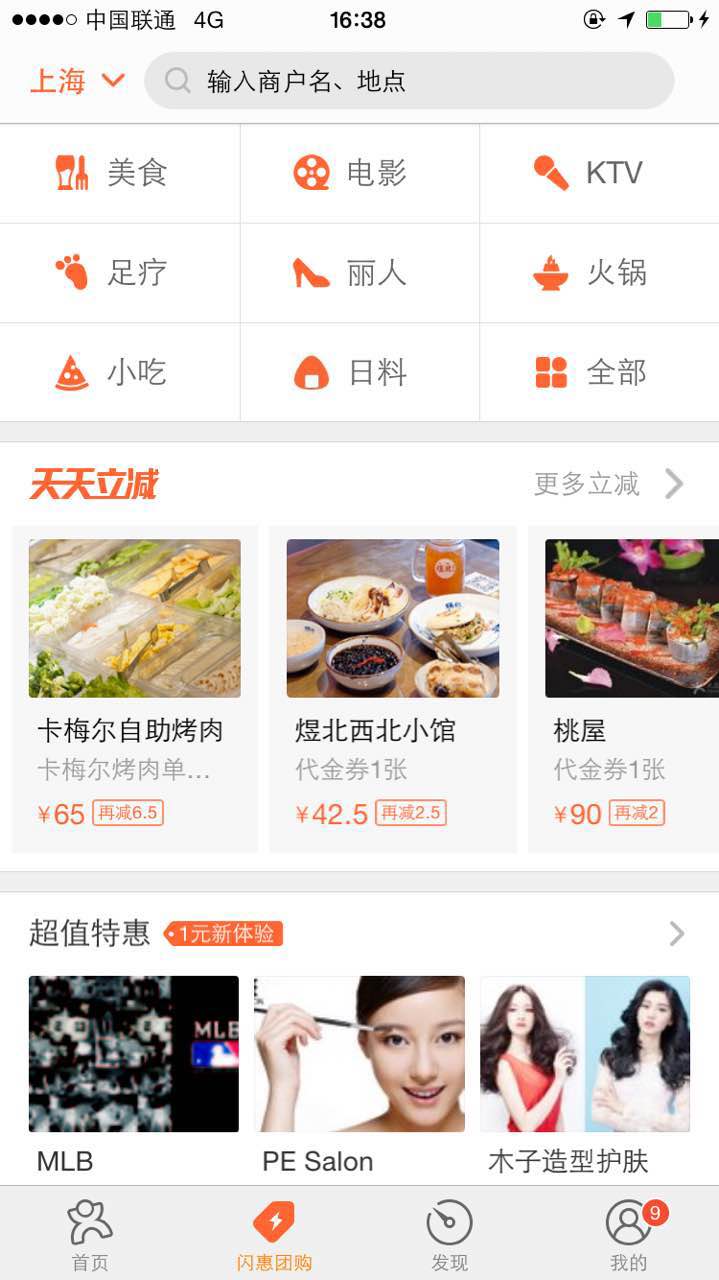 中国联通 4G 16:38
上海 输入商户名、地点
美食 电影 KTV
足疗 丽人 火锅
小吃 日料 全部
天天立减 更多立减
卡梅尔自助烤肉 煜北西北小馆 桃屋
卡梅尔烤肉单... 代金券1张 代金券1张
¥65 再减6.5 ¥42.5 再减2.5 ¥90 再减2
超值特惠 1元新体验
MLB
MLB PE Salon 木子造型护肤
首页 闪惠团购 发现 我的 9